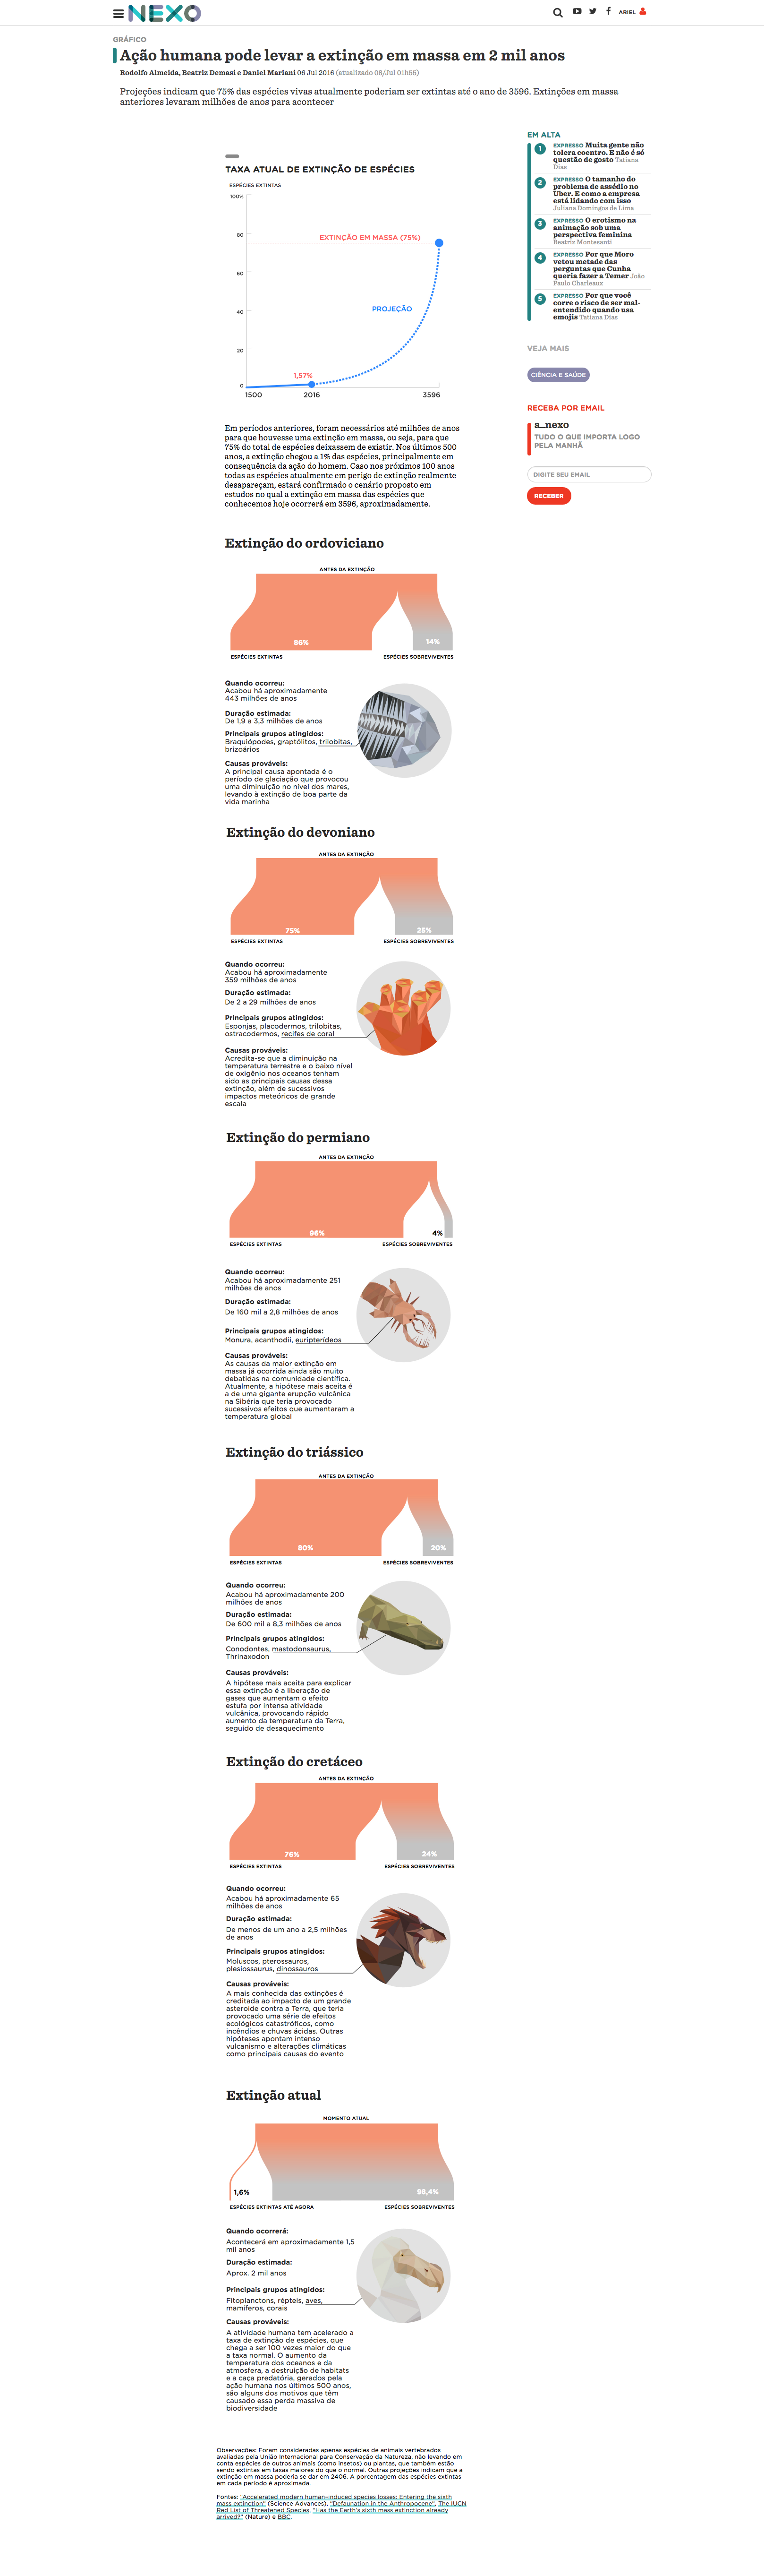 NEXO
ARIEL
GRÁFICO
Ação humana pode levar a extinção em massa em 2 mil anos
Rodolfo Almeida, Beatriz Demasi e Daniel Mariani 06 Jul 2016 (atualizado 08/Jul 01h55)
Projeções indicam que 75% das espécies vivas atualmente poderiam ser extintas até o ano de 3596. Extinções em massa
anteriores levaram milhões de anos para acontecer
TAXA ATUAL DE EXTINÇÃO DE ESPÉCIES
ESPÉCIES EXTINTAS
100%
80
EXTINÇÃO EM MASSA (75%)
60
PROJEÇÃO
40
20
1,57%
0
1500
2016
3596
Em períodos anteriores, foram necessários até milhões de anos
para que houvesse uma extinção em massa, ou seja, para que
75% do total de espécies deixassem de existir. Nos últimos 500
anos, a extinção chegou a 1% das espécies, principalmente em
consequência da ação do homem. Caso nos próximos 100 anos
todas as espécies atualmente em perigo de extinção realmente
desapareçam, estará confirmado o cenário proposto em
estudos no qual a extinção em massa das espécies que
conhecemos hoje ocorrerá em 3596, aproximadamente.
EM ALTA
1
EXPRESSO Muita gente não
tolera coentro. E não é só
questão de gosto Tatiana
Dias
2
EXPRESSO O tamanho do
problema de assédio no
Uber. E como a empresa
está lidando com isso
Juliana Domingos de Lima
3
EXPRESSO O erotismo na
animação sob uma
perspectiva feminina
Beatriz Montesanti
4
EXPRESSO Por que Moro
vetou metade das
perguntas que Cunha
queria fazer a Temer João
Paulo Charleaux
5
EXPRESSO Por que você
corre o risco de ser mal-
entendido quando usa
emojis Tatiana Dias
VEJA MAIS
CIÊNCIA E SAÚDE
RECEBA POR EMAIL
a_nexo
TUDO O QUE IMPORTA LOGO
PELA MANHÃ
DIGITE SEU EMAIL
RECEBER
Extinção do ordoviciano
ANTES DA EXTINÇÃO
86%
14%
ESPÉCIES EXTINTAS
ESPÉCIES SOBREVIVENTES
Quando ocorreu:
Acabou há aproximadamente
443 milhões de anos
Duração estimada:
De 1,9 a 3,3 milhões de anos
Principais grupos atingidos:
Braquiópodes, graptólitos, trilobitas,
brizoários
Causas prováveis:
A principal causa apontada é o
período de glaciação que provocou
uma diminuição no nível dos mares,
levando à extinção de boa parte da
vida marinha
Extinção do devoniano
ANTES DA EXTINÇÃO
75%
25%
ESPÉCIES EXTINTAS
ESPÉCIES SOBREVIVENTES
Quando ocorreu:
Acabou há aproximadamente
359 milhões de anos
Duração estimada:
De 2 a 29 milhões de anos
Principais grupos atingidos:
Esponjas, placodermos, trilobitas,
ostracodermos, recifes de coral
Causas prováveis:
Acredita-se que a diminuição na
temperatura terrestre e o baixo nível
de oxigênio nos oceanos tenham
sido as principais causas dessa
extinção, além de sucessivos
impactos meteóricos de grande
escala
Extinção do permiano
ANTES DA EXTINÇÃO
96%
4%
ESPÉCIES EXTINTAS
ESPÉCIES SOBREVIVENTES
Quando ocorreu:
Acabou há aproximadamente 251
milhões de anos
Duração estimada:
De 160 mil a 2,8 milhões de anos
Principais grupos atingidos:
Monura, acanthodii, euripterídeos
Causas prováveis:
As causas da maior extinção em
massa já ocorrida ainda são muito
debatidas na comunidade científica.
Atualmente, a hipótese mais aceita é
a de uma gigante erupção vulcânica
na Sibéria que teria provocado
sucessivos efeitos que aumentaram a
temperatura global
Extinção do triássico
ANTES DA EXTINÇÃO
80%
20%
ESPÉCIES EXTINTAS
ESPÉCIES SOBREVIVENTES
Quando ocorreu:
Acabou há aproximadamente 200
milhões de anos
Duração estimada:
De 600 mil a 8,3 milhões de anos
Principais grupos atingidos:
Conodontes, mastodonsaurus,
Thrinaxodon
Causas prováveis:
A hipótese mais aceita para explicar
essa extinção é a liberação de
gases que aumentam o efeito
estufa por intensa atividade
vulcânica, provocando rápido
aumento da temperatura da Terra,
seguido de desaquecimento
Extinção do cretáceo
ANTES DA EXTINÇÃO
76%
24%
ESPÉCIES EXTINTAS
ESPÉCIES SOBREVIVENTES
Quando ocorreu:
Acabou há aproximadamente 65
milhões de anos
Duração estimada:
De menos de um ano a 2,5 milhões
de anos
Principais grupos atingidos:
Moluscos, pterossauros,
plesiossaurus, dinossauros
Causas prováveis:
A mais conhecida das extinções é
creditada ao impacto de um grande
asteroide contra a Terra, que teria
provocado uma série de efeitos
ecológicos catastróficos, como
incêndios e chuvas ácidas. Outras
hipóteses apontam intenso
vulcanismo e alterações climáticas
como principais causas do evento
Extinção atual
MOMENTO ATUAL
1,6%
98,4%
ESPÉCIES EXTINTAS ATÉ AGORA
ESPÉCIES SOBREVIVENTES
Quando ocorrerá:
Acontecerá em aproximadamente 1,5
mil anos
Duração estimada:
Aprox. 2 mil anos
Principais grupos atingidos:
Fitoplanctons, répteis, aves,
mamíferos, corais
Causas prováveis:
A atividade humana tem acelerado a
taxa de extinção de espécies, que
chega a ser 100 vezes maior do que
a taxa normal. O aumento da
temperatura dos oceanos e da
atmosfera, a destruição de habitats
e a caça predatória, gerados pela
ação humana nos últimos 500 anos,
são alguns dos motivos que têm
causado essa perda massiva de
biodiversidade
Observações: Foram consideradas apenas espécies de animais vertebrados
avaliadas pela União Internacional para Conservação da Natureza, não levando em
conta espécies de outros animais (como insetos) ou plantas, que também estão
sendo extintas em taxas maiores do que o normal. Outras projeções indicam que a
extinção em massa poderia se dar em 2406. A porcentagem das espécies extintas
em cada período é aproximada.
Fontes: "Accelerated modern human–induced species losses: Entering the sixth
mass extinction" (Science Advances), "Defaunation in the Anthropocene", The IUCN
Red List of Threatened Species, "Has the Earth's sixth mass extinction already
arrived?" (Nature) e BBC.